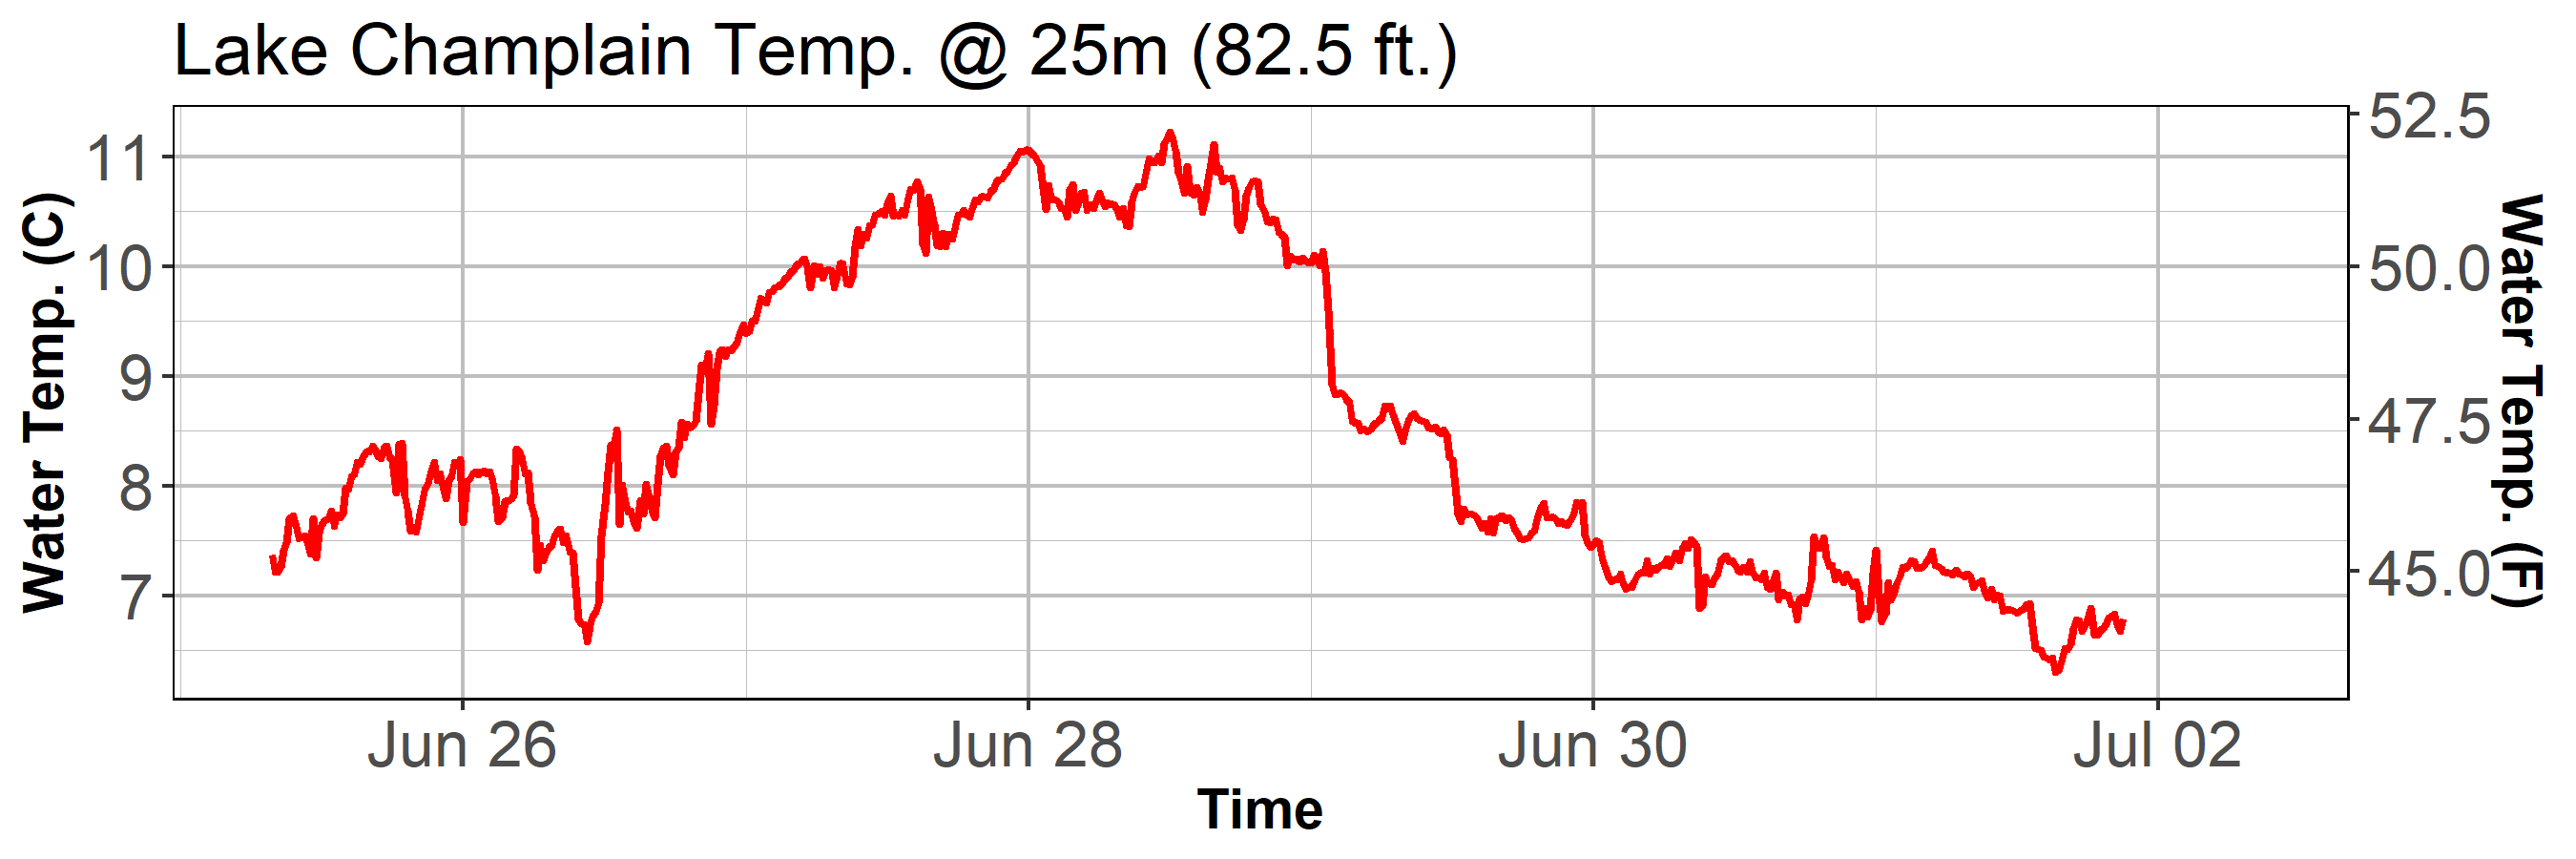 Lake Champlain Temp. @ 25m (82.5 ft.)
Water Temp. (C)
11
10
9
8
7
52.5
50.0
47.5
45.0
Water Temp. (F)
Jun 26 Jun 28 Jun 30 Jul 02
Time